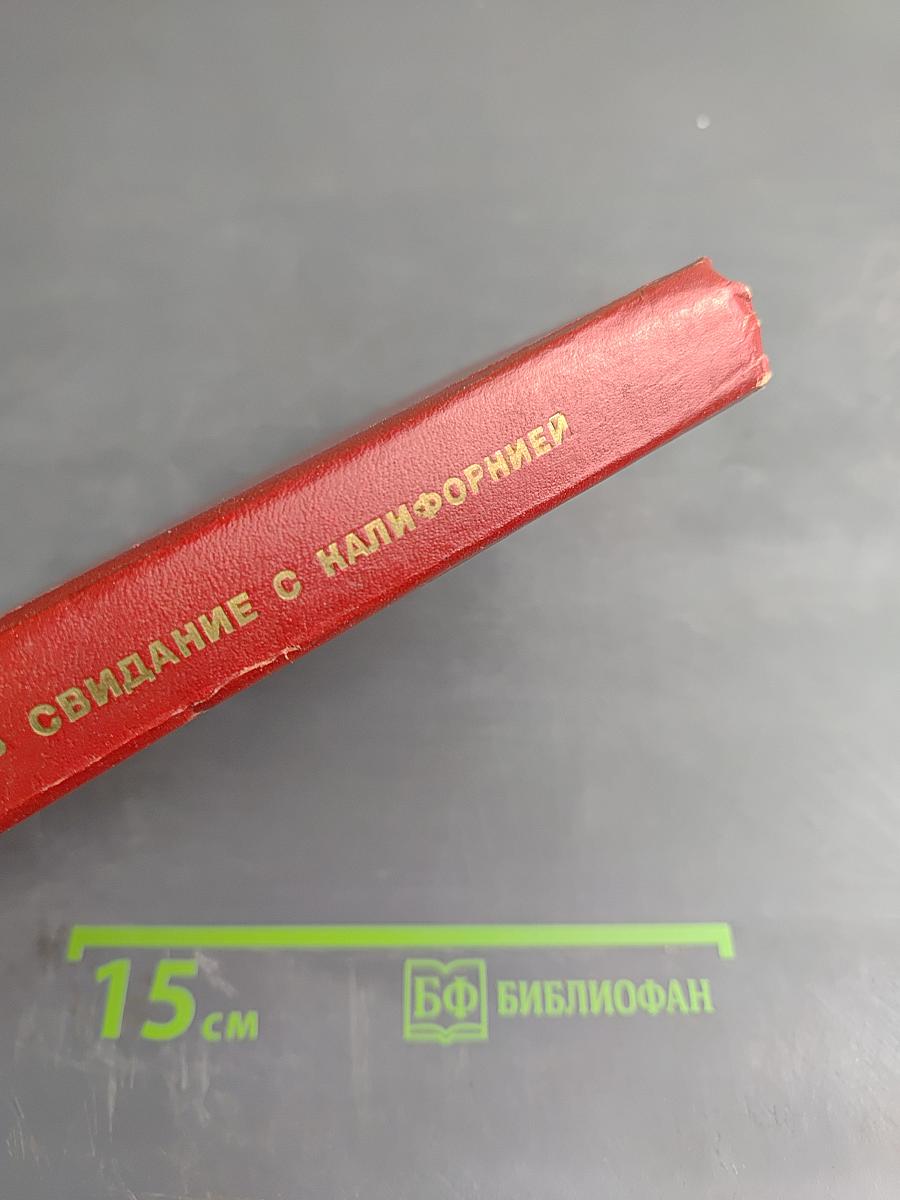 СВИДАНИЕ С КАЛИФОРНИЕЙ
15 см
БФ БИБЛИОФАН